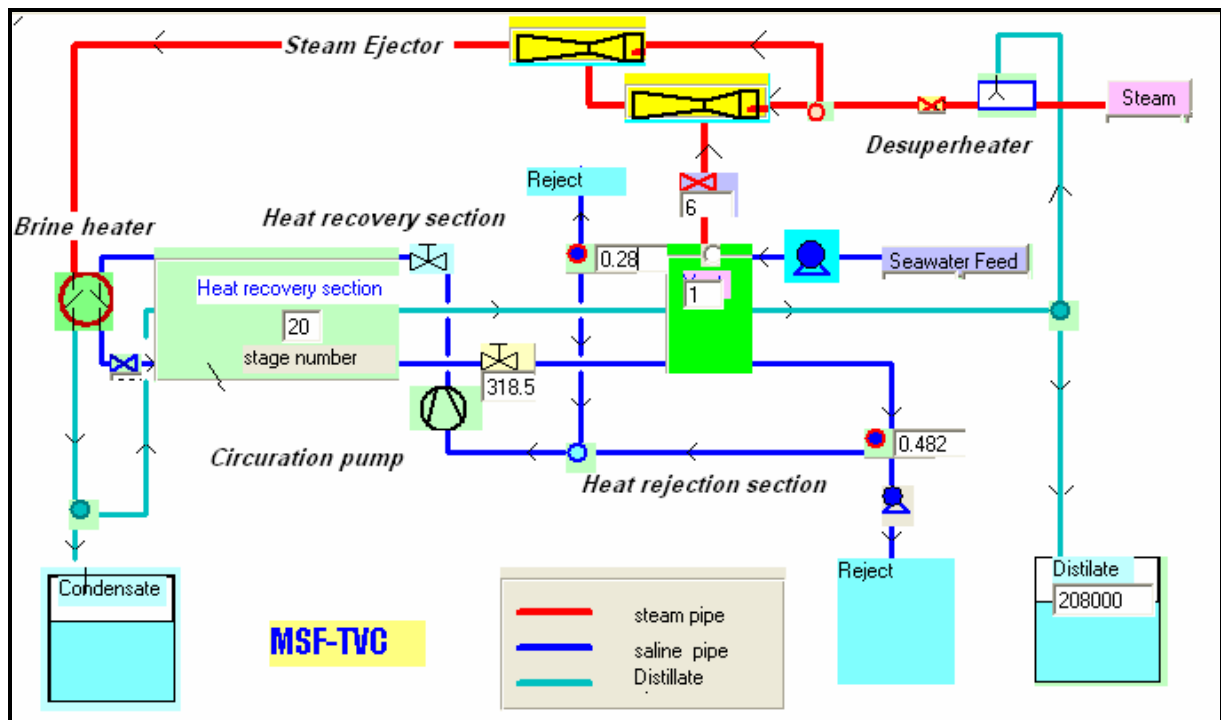 Steam Ejector
Steam
Desuperheater
Reject
6
Heat recovery section
Brine heater
0.28
Seawater Feed
Heat recovery section
1
20
stage number
318.5
0.482
Circuration pump
Heat rejection section
Condensate
Reject
Distilate
208000
steam pipe
MSF-TVC
saline pipe
Distillate